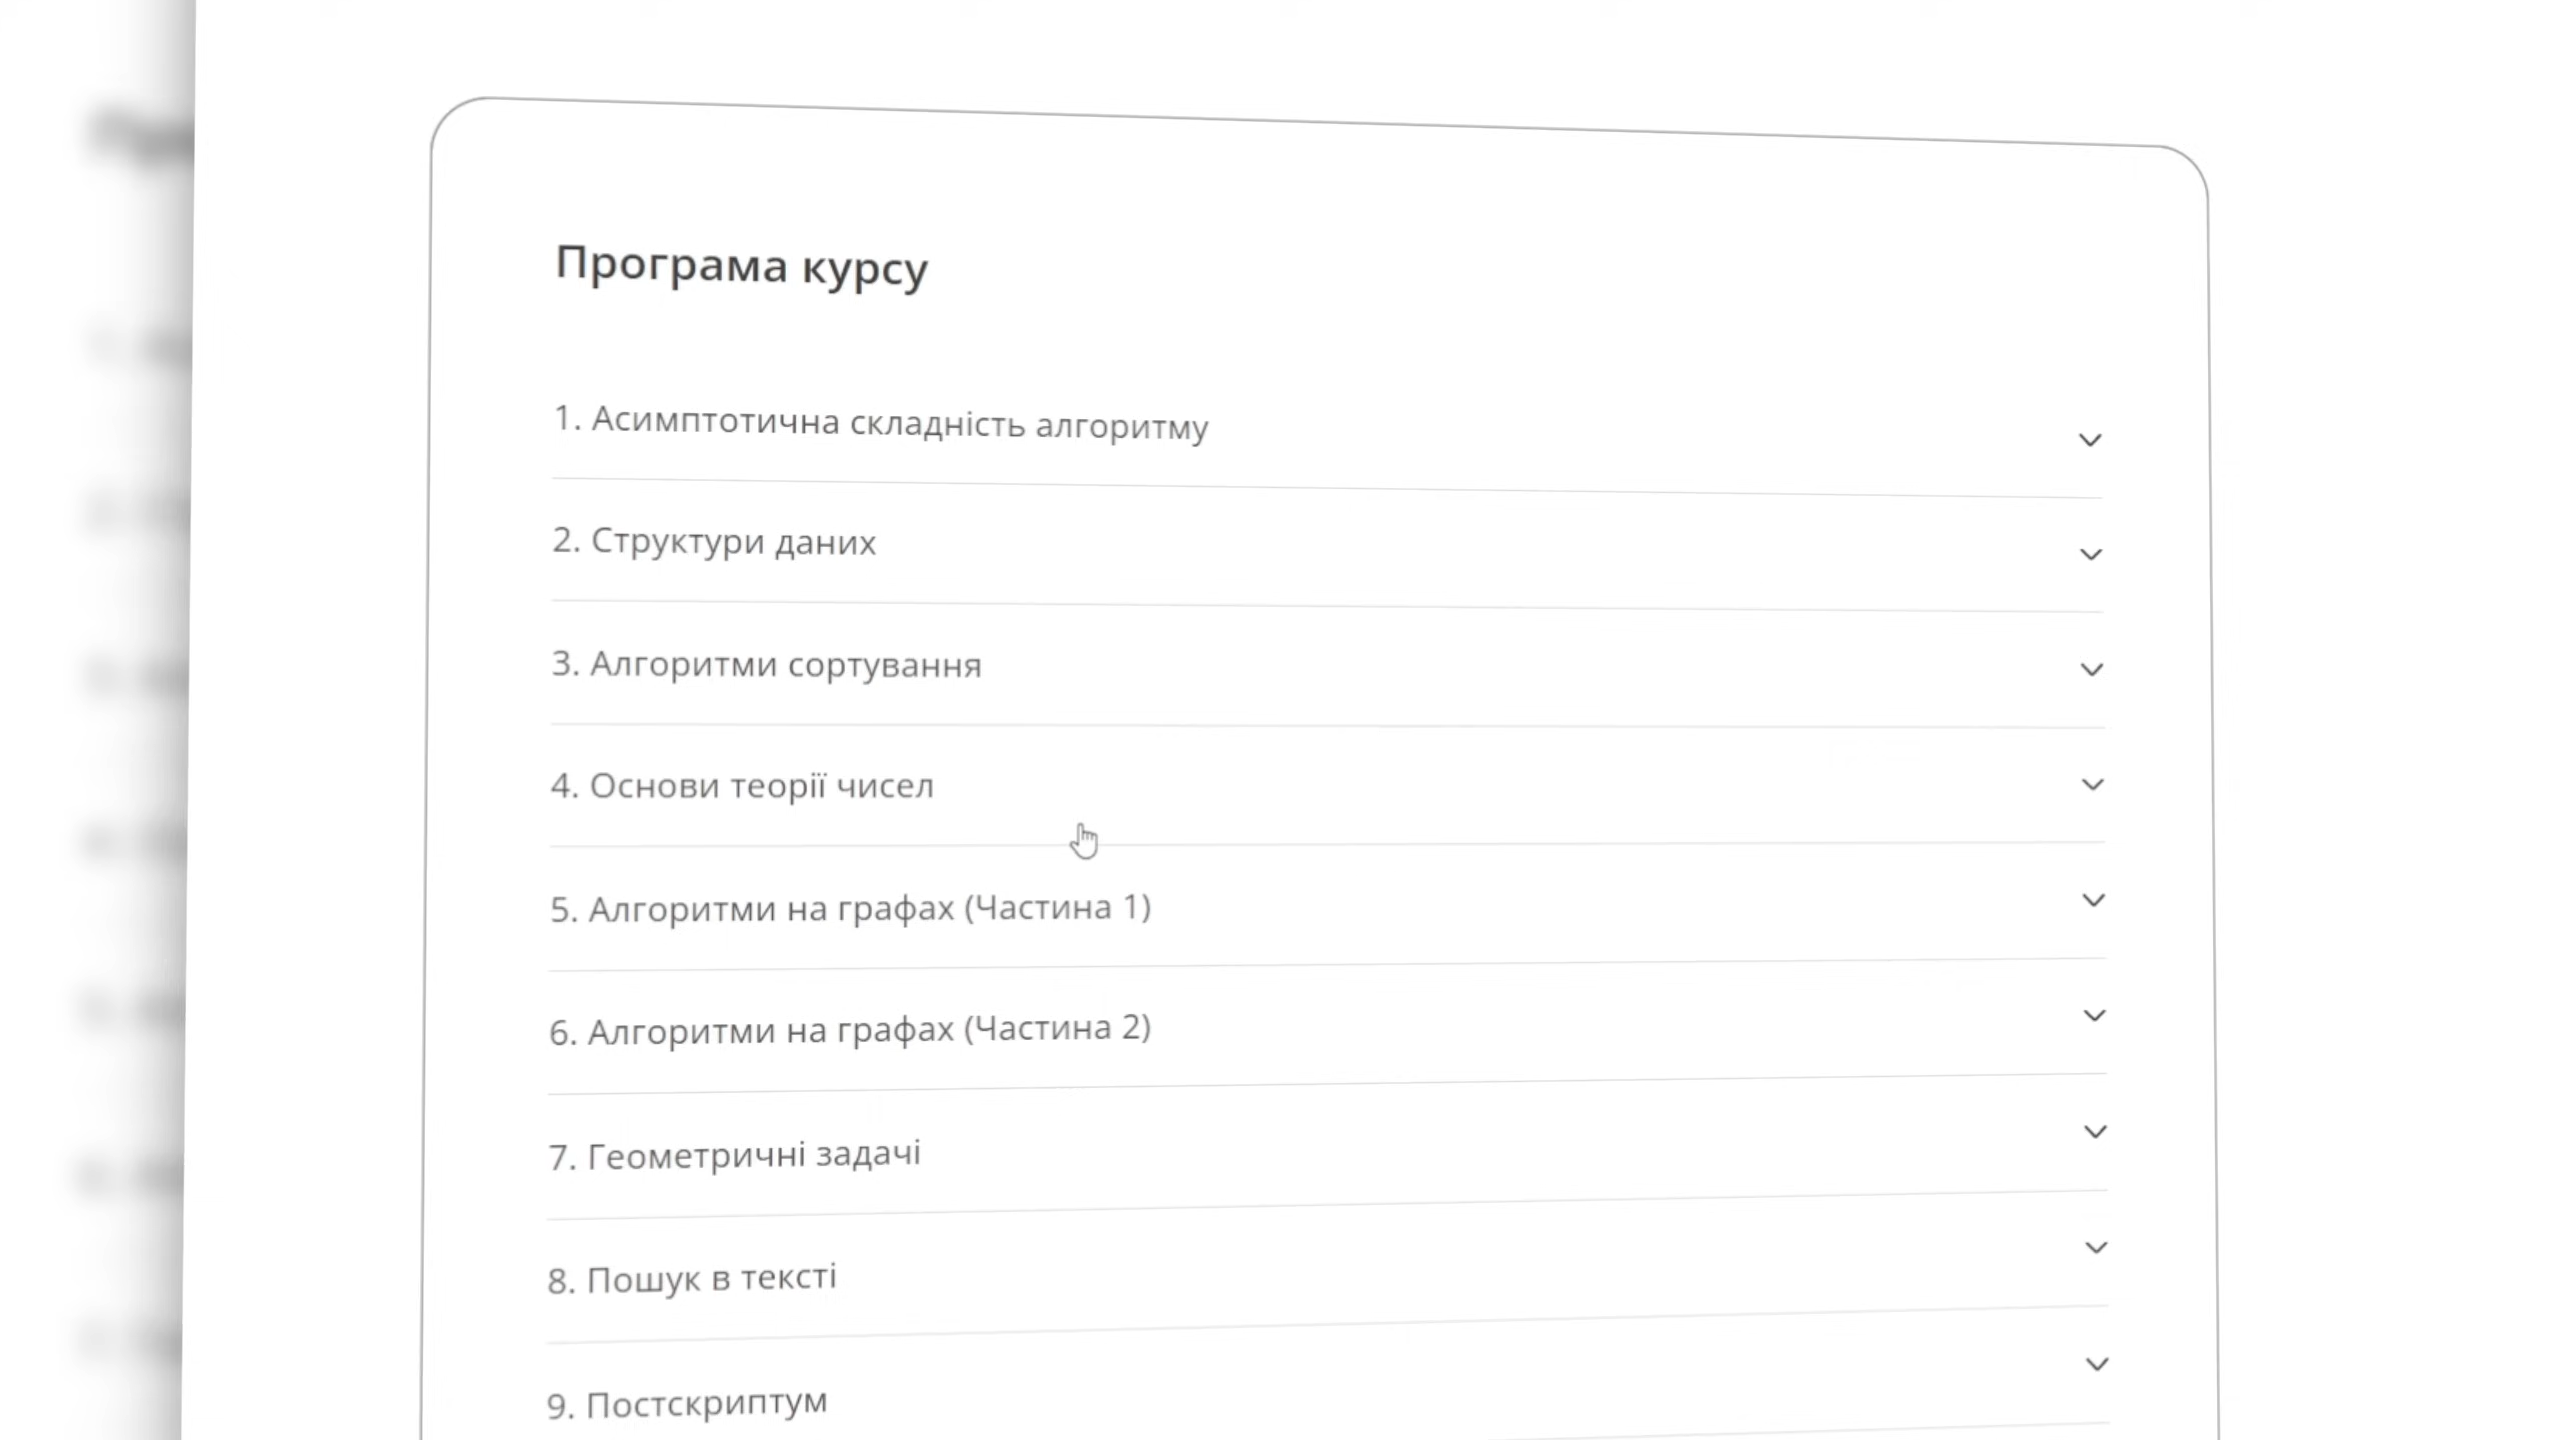 Програма курсу
1. Асимптотична складність алгоритму
2. Структури даних
3. Алгоритми сортування
4. Основи теорії чисел
5. Алгоритми на графах (Частина 1)
6. Алгоритми на графах (Частина 2)
7. Геометричні задачі
8. Пошук в тексті
9. Постскриптум